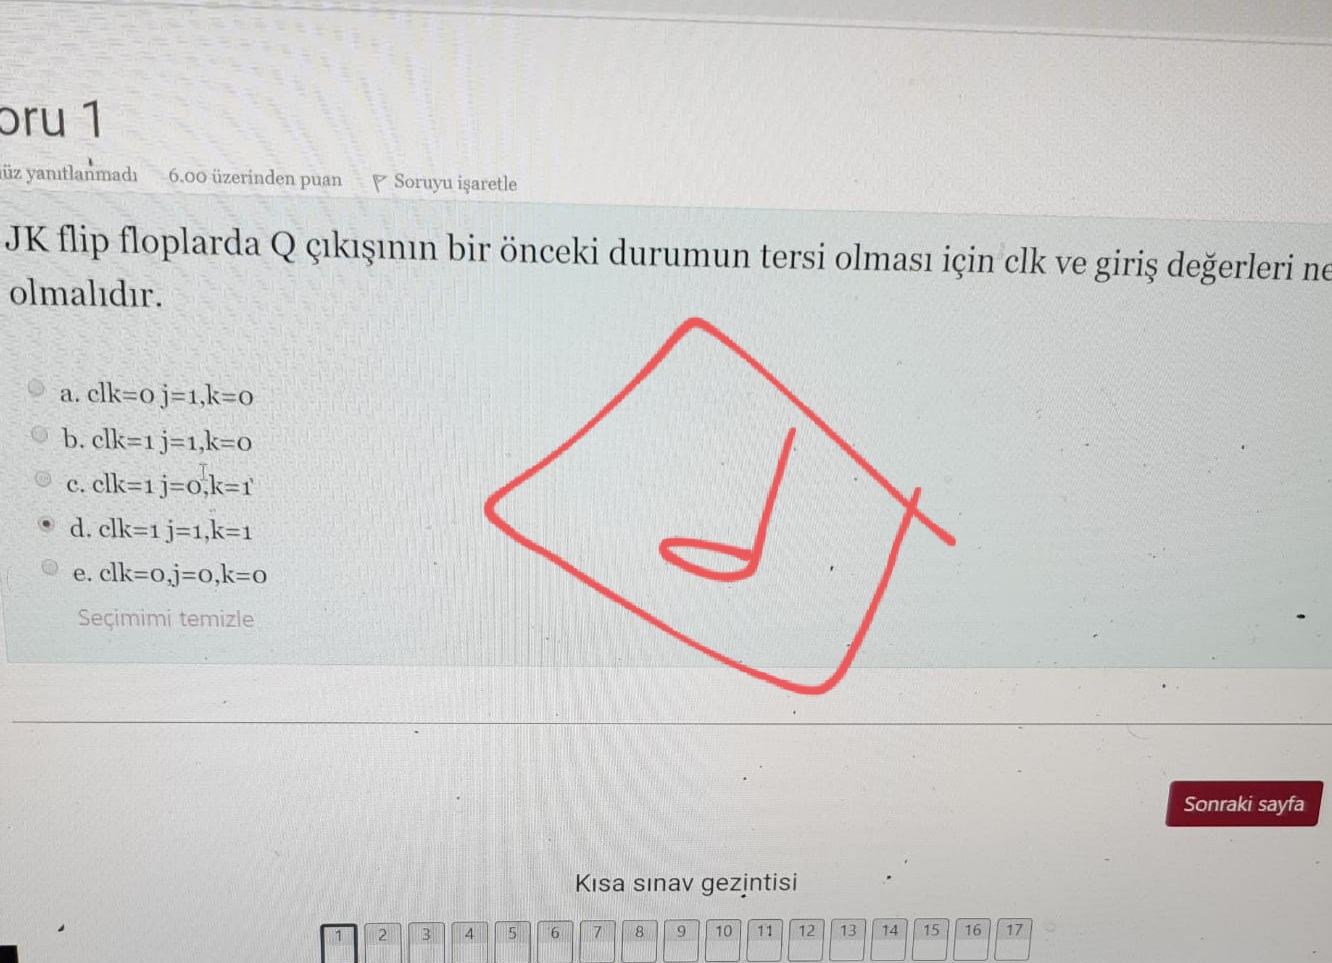 oru 1
üz yanıtlanmadı 6.00 üzerinden puan Soruyu işaretle
JK flip floplarda Q çıkışının bir önceki durumun tersi olması için clk ve giriş değerleri ne
olmalıdır.
a. clk=0 j=1,k=0
b. clk=1 j=1,k=0
c. clk=1 j=0,k=1
d. clk=1 j=1,k=1
e. clk=0,j=0,k=0
Seçimimi temizle
d
Sonraki sayfa
Kısa sınav gezintisi
1 2 3 4 5 6 7 8 9 10 11 12 13 14 15 16 17